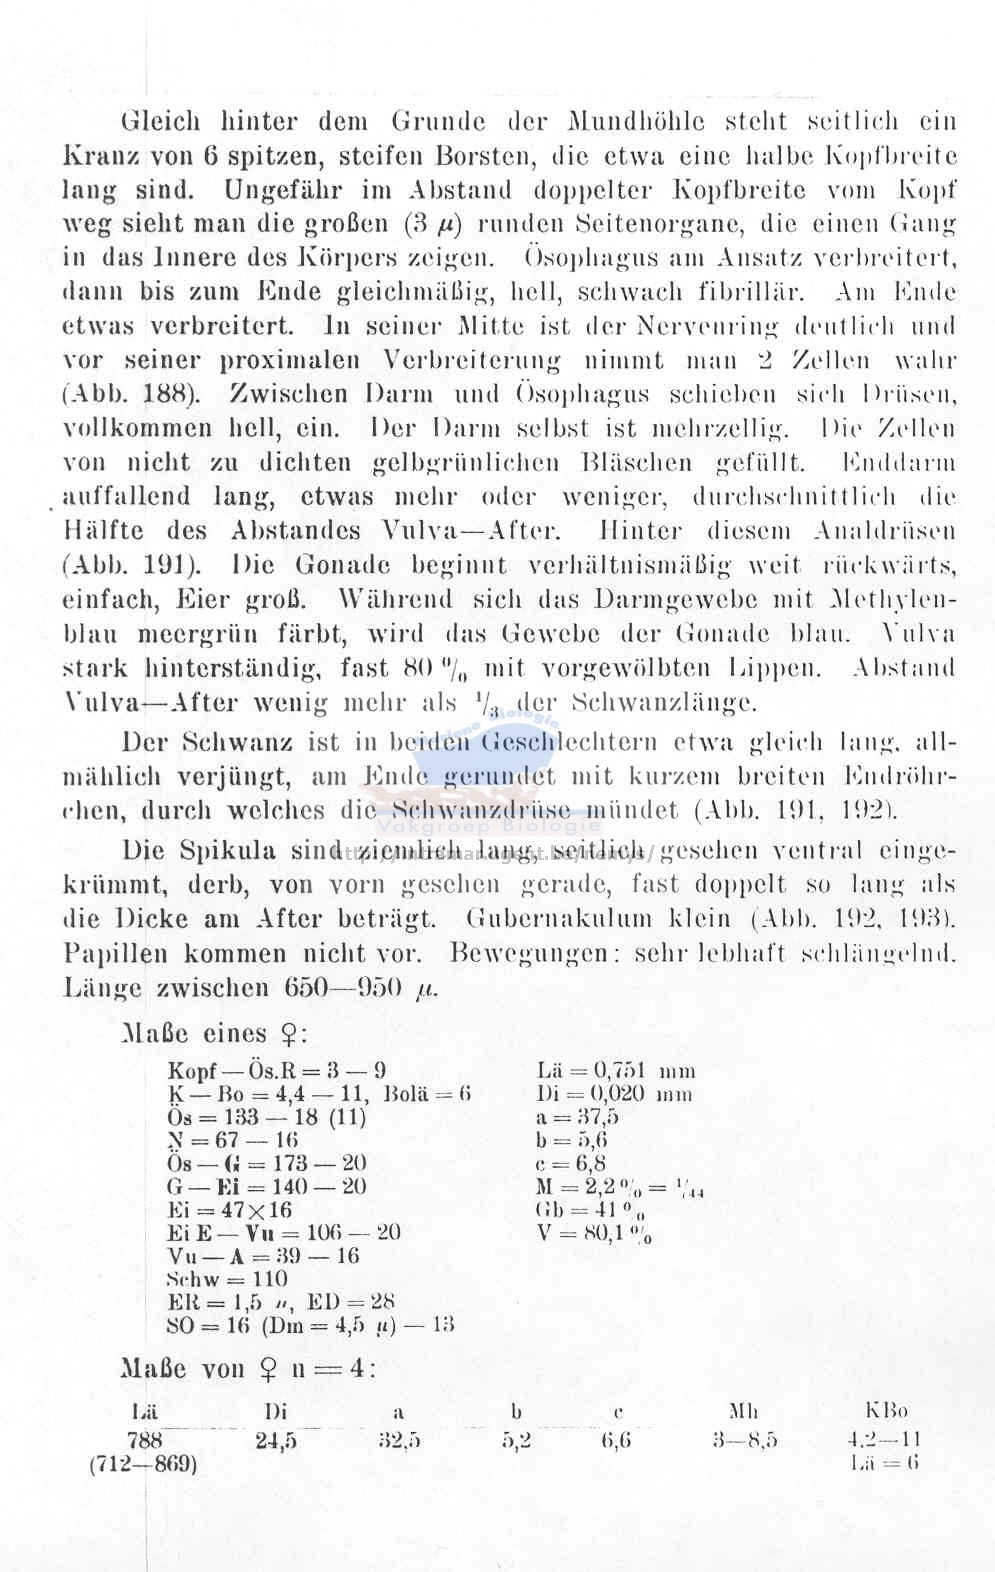 Gleich hinter dem Grunde der Mundhöhle steht seitlich ein
Kranz von 6 spitzen, steifen Borsten, die etwa eine halbe Kopfbreite
lang sind. Ungefähr im Abstand doppelter Kopfbreite vom Kopf
weg sieht man die großen (3 µ) runden Seitenorgane, die einen Gang
in das Innere des Körpers zeigen. Ösophagus am Ansatz verbreitert,
dann bis zum Ende gleichmäßig, hell, schwach fibrillär. Am Ende
etwas verbreitert. In seiner Mitte ist der Nervenring deutlich und
vor seiner proximalen Verbreiterung nimmt man 2 Zellen wahr
(Abb. 188). Zwischen Darm und Ösophagus schieben sich Drüsen,
vollkommen hell, ein. Der Darm selbst ist mehrzellig. Die Zellen
von nicht zu dichten gelbgrünlichen Bläschen gefüllt. Enddarm
auffallend lang, etwas mehr oder weniger, durchschnittlich die
Hälfte des Abstandes Vulva—After. Hinter diesem Analdrüsen
(Abb. 191). Die Gonade beginnt verhältnismäßig weit rückwärts,
einfach, Eier groß. Während sich das Darmgewebe mit Methylen-
blau meergrün färbt, wird das Gewebe der Gonade blau. Vulva
stark hinterständig, fast 80 % mit vorgewölbten Lippen. Abstand
Vulva—After wenig mehr als 1/3 der Schwanzlänge.
Der Schwanz ist in beiden Geschlechtern etwa gleich lang, all-
mählich verjüngt, am Ende gerundet mit kurzem breiten Endröhr-
chen, durch welches die Schwanzdrüse mündet (Abb. 191, 192).
Vakgroep Biologie
Die Spikula sind ziemlich lang, seitlich gesehen ventral einge-
krümmt, derb, von vorn gesehen gerade, fast doppelt so lang als
die Dicke am After beträgt. Gubernakulum klein (Abb. 192, 193).
Papillen kommen nicht vor. Bewegungen: sehr lebhaft schlängelnd.
Länge zwischen 650—950 µ.
Maße eines ♀:
Kopf — Ös.R = 3 — 9
K — Bo = 4,4 — 11, Bolä = 6
Ös = 133 — 18 (11)
N = 67 — 16
Ös — G = 173 — 20
G — Ei = 140 — 20
Ei = 47×16
Ei E — Vu = 106 — 20
Vu — A = 39 — 16
Schw = 110
ER = 1,5 „, ED = 28
SO = 16 (Dm = 4,5 µ) — 13
Lä = 0,751 mm
Di = 0,020 mm
a = 37,5
b = 5,6
c = 6,8
M = 2,2 % = 1/44
Gb = 41 %
V = 80,1 %
Maße von ♀ n = 4:
Lä Di a b c Mh KBo
788 24,5 32,5 5,2 6,6 3—8,5 4,2—11
(712—869) Lä = 6